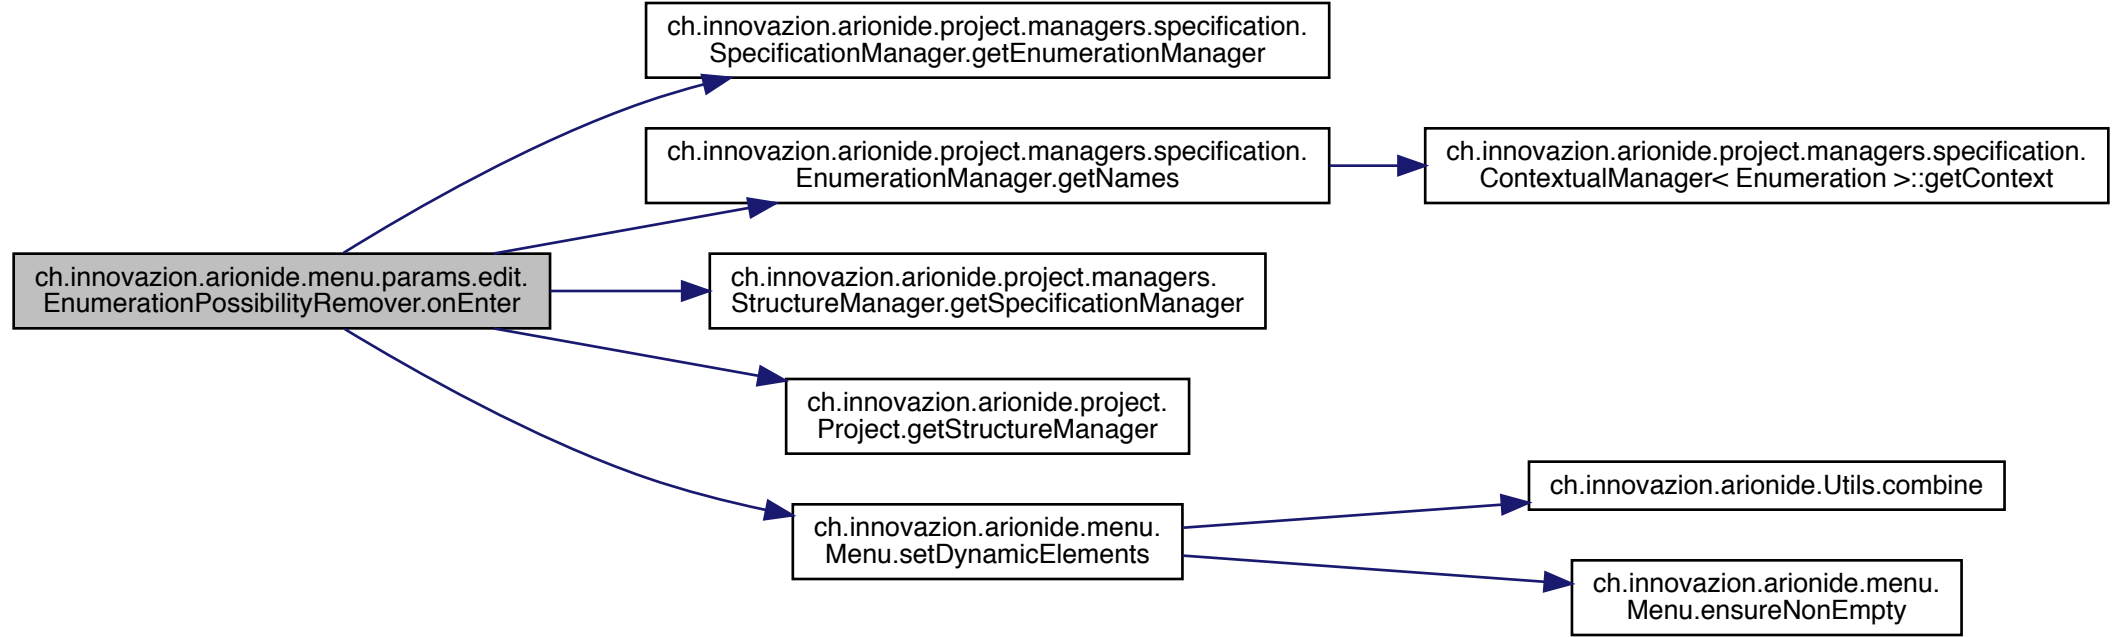 ch.innovazion.arionide.project.managers.specification.
SpecificationManager.getEnumerationManager
ch.innovazion.arionide.project.managers.specification.
EnumerationManager.getNames
ch.innovazion.arionide.project.managers.specification.
ContextualManager< Enumeration >::getContext
ch.innovazion.arionide.menu.params.edit.
EnumerationPossibilityRemover.onEnter
ch.innovazion.arionide.project.managers.
StructureManager.getSpecificationManager
ch.innovazion.arionide.project.
Project.getStructureManager
ch.innovazion.arionide.menu.
Menu.setDynamicElements
ch.innovazion.arionide.Utils.combine
ch.innovazion.arionide.menu.
Menu.ensureNonEmpty